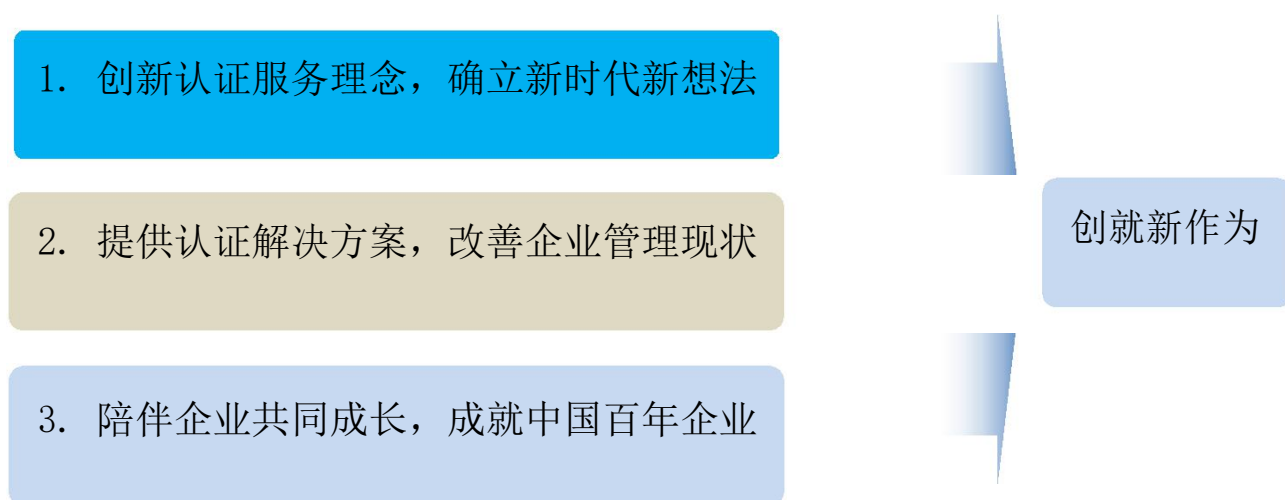 1. 创新认证服务理念，确立新时代新想法
2. 提供认证解决方案，改善企业管理现状
创就新作为
3. 陪伴企业共同成长，成就中国百年企业